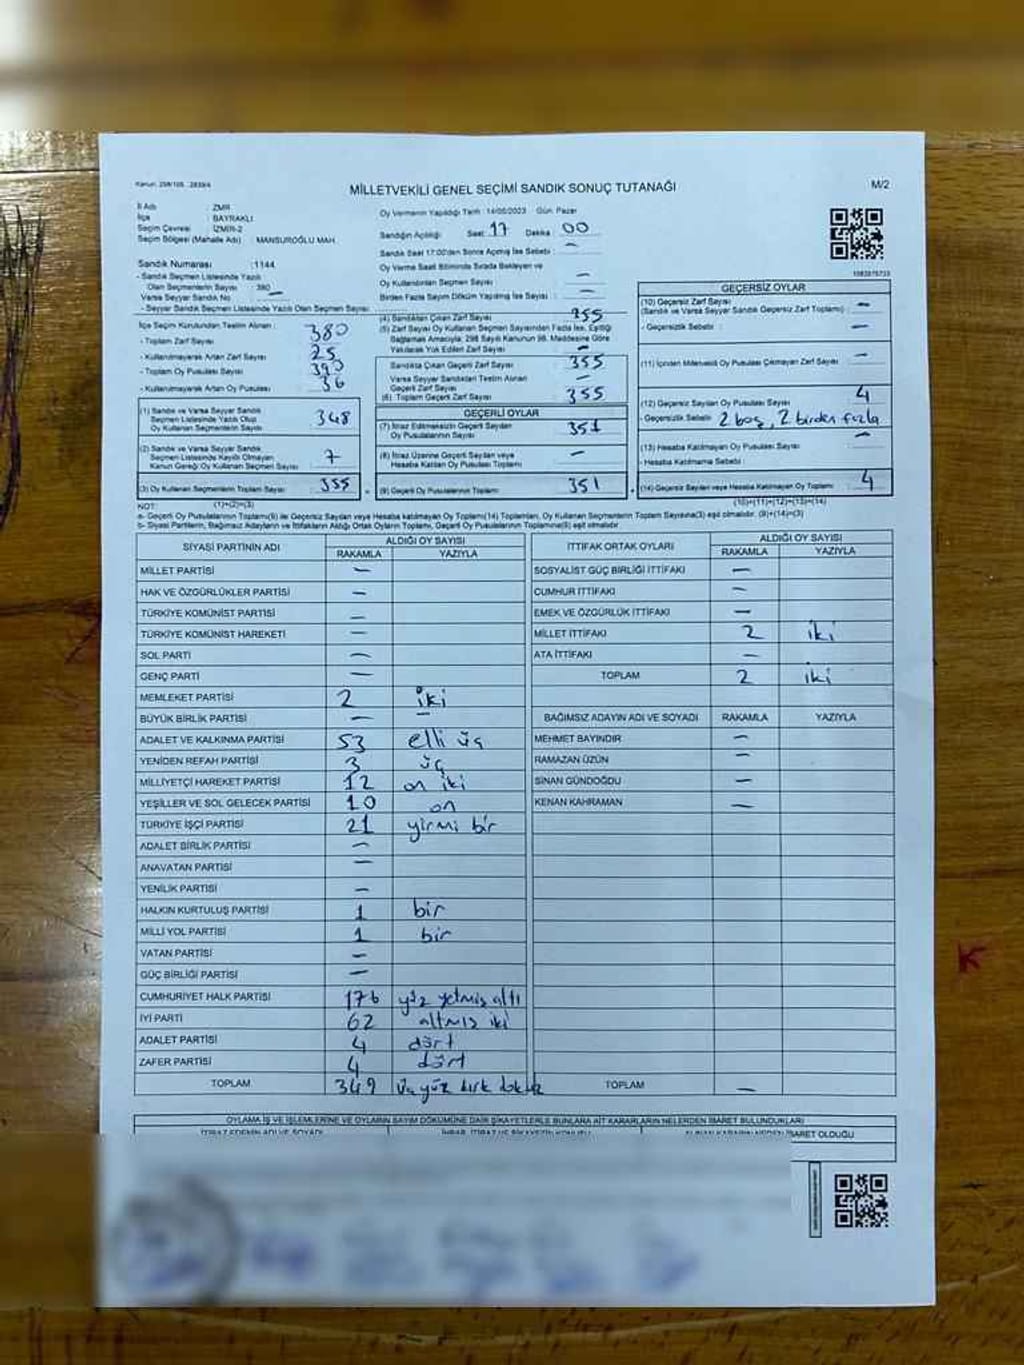 Kanun: 298/105 , 2839/4
MİLLETVEKİLİ GENEL SEÇİMİ SANDIK SONUÇ TUTANAĞI
M/2
İli Adı : İZMİR
İlçe : BAYRAKLI
Seçim Çevresi : İZMİR-2
Seçim Bölgesi (Mahalle Adı) : MANSUROĞLU MAH.
Sandık Numarası : 1144
- Sandık Seçmen Listesinde Yazılı
Olan Seçmenlerin Sayısı : 380
Varsa Seyyar Sandık No : —
- Seyyar Sandık Seçmen Listesinde Yazılı Olan Seçmen Sayısı:
Oy Vermenin Yapıldığı Tarih : 14/05/2023 Gün: Pazar
Sandığın Açıldığı Saat 17 Dakika 00
Sandık Saat 17:00'den Sonra Açılmış İse Sebebi : —
Oy Verme Saati Bitiminde Sırada Bekleyen ve
Oy Kullandırılan Seçmen Sayısı : —
Birden Fazla Sayım Döküm Yapılmış İse Sayısı : —
İlçe Seçim Kurulundan Teslim Alınan :
- Toplam Zarf Sayısı 380
- Kullanılmayarak Artan Zarf Sayısı 25
- Toplam Oy Pusulası Sayısı 390
- Kullanılmayarak Artan Oy Pusulası 36
(1) Sandık ve Varsa Seyyar Sandık
Seçmen Listesinde Yazılı Olup
Oy Kullanan Seçmenlerin Sayısı 348
(2) Sandık ve Varsa Seyyar Sandık
Seçmen Listesinde Kayıtlı Olmayan
Kanun Gereği Oy Kullanan Seçmen Sayısı 7
(3) Oy Kullanan Seçmenlerin Toplam Sayısı 355
(1)+(2)=(3)
(4) Sandıktan Çıkan Zarf Sayısı 355
(5) Zarf Sayısı Oy Kullanan Seçmen Sayısından Fazla İse, Eşitliği
Sağlamak Amacıyla; 298 Sayılı Kanunun 98. Maddesine Göre
Yakılarak Yok Edilen Zarf Sayısı —
Sandıkta Çıkan Geçerli Zarf Sayısı 355
Varsa Seyyar Sandıktan Teslim Alınan
Geçerli Zarf Sayısı —
(6) Toplam Geçerli Zarf Sayısı 355
GEÇERLİ OYLAR
(7) İtiraz Edilmeksizin Geçerli Sayılan
Oy Pusulalarının Sayısı 351
(8) İtiraz Üzerine Geçerli Sayılan veya
Hesaba Katılan Oy Pusulası Toplamı —
(9) Geçerli Oy Pusulalarının Toplamı 351
1083975733
GEÇERSİZ OYLAR
(10) Geçersiz Zarf Sayısı
(Sandık ve Varsa Seyyar Sandık Geçersiz Zarf Toplamı) : —
- Geçersizlik Sebebi : —
(11) İçinden Milletvekili Oy Pusulası Çıkmayan Zarf Sayısı —
(12) Geçersiz Sayılan Oy Pusulası Sayısı 4
- Geçersizlik Sebebi : 2 boş, 2 birden fazla
(13) Hesaba Katılmayan Oy Pusulası Sayısı —
- Hesaba Katılmama Sebebi :
(14) Geçersiz Sayılan veya Hesaba Katılmayan Oy Toplamı 4
(10)+(11)+(12)+(13)=(14)
NOT:
a- Geçerli Oy Pusulalarının Toplamı(9) ile Geçersiz Sayılan veya Hesaba katılmayan Oy Toplamı(14) Toplamları, Oy Kullanan Seçmenlerin Toplam Sayısına(3) eşit olmalıdır. (9)+(14)=(3)
b- Siyasi Partilerin, Bağımsız Adayların ve İttifakların Aldığı Ortak Oyların Toplamı, Geçerli Oy Pusulalarının Toplamına(9) eşit olmalıdır
SİYASİ PARTİNİN ADI ALDIĞI OY SAYISI
RAKAMLA YAZIYLA
MİLLET PARTİSİ —
HAK VE ÖZGÜRLÜKLER PARTİSİ —
TÜRKİYE KOMÜNİST PARTİSİ —
TÜRKİYE KOMÜNİST HAREKETİ —
SOL PARTİ —
GENÇ PARTİ —
MEMLEKET PARTİSİ 2 iki
BÜYÜK BİRLİK PARTİSİ — —
ADALET VE KALKINMA PARTİSİ 53 elli üç
YENİDEN REFAH PARTİSİ 3 üç
MİLLİYETÇİ HAREKET PARTİSİ 12 on iki
YEŞİLLER VE SOL GELECEK PARTİSİ 10 on
TÜRKİYE İŞÇİ PARTİSİ 21 yirmi bir
ADALET BİRLİK PARTİSİ —
ANAVATAN PARTİSİ —
YENİLİK PARTİSİ —
HALKIN KURTULUŞ PARTİSİ 1 bir
MİLLİ YOL PARTİSİ 1 bir
VATAN PARTİSİ —
GÜÇ BİRLİĞİ PARTİSİ —
CUMHURİYET HALK PARTİSİ 176 yüz yetmiş altı
İYİ PARTİ 62 altmış iki
ADALET PARTİSİ 4 dört
ZAFER PARTİSİ 4 dört
TOPLAM 349 üç yüz kırk dokuz
İTTİFAK ORTAK OYLARI ALDIĞI OY SAYISI
RAKAMLA YAZIYLA
SOSYALİST GÜÇ BİRLİĞİ İTTİFAKI —
CUMHUR İTTİFAKI —
EMEK VE ÖZGÜRLÜK İTTİFAKI —
MİLLET İTTİFAKI 2 iki
ATA İTTİFAKI —
TOPLAM 2 iki
BAĞIMSIZ ADAYIN ADI VE SOYADI RAKAMLA YAZIYLA
MEHMET BAYINDIR —
RAMAZAN ÜZÜN —
SİNAN GÜNDOĞDU —
KENAN KAHRAMAN —
TOPLAM —
OYLAMA İŞ VE İŞLEMLERİNE VE OYLARIN SAYIM DÖKÜMÜNE DAİR ŞİKAYETLERLE BUNLARA AİT KARARLARIN NELERDEN İBARET BULUNDUKLARI
İTİRAZ EDENİN ADI VE SOYADI
K